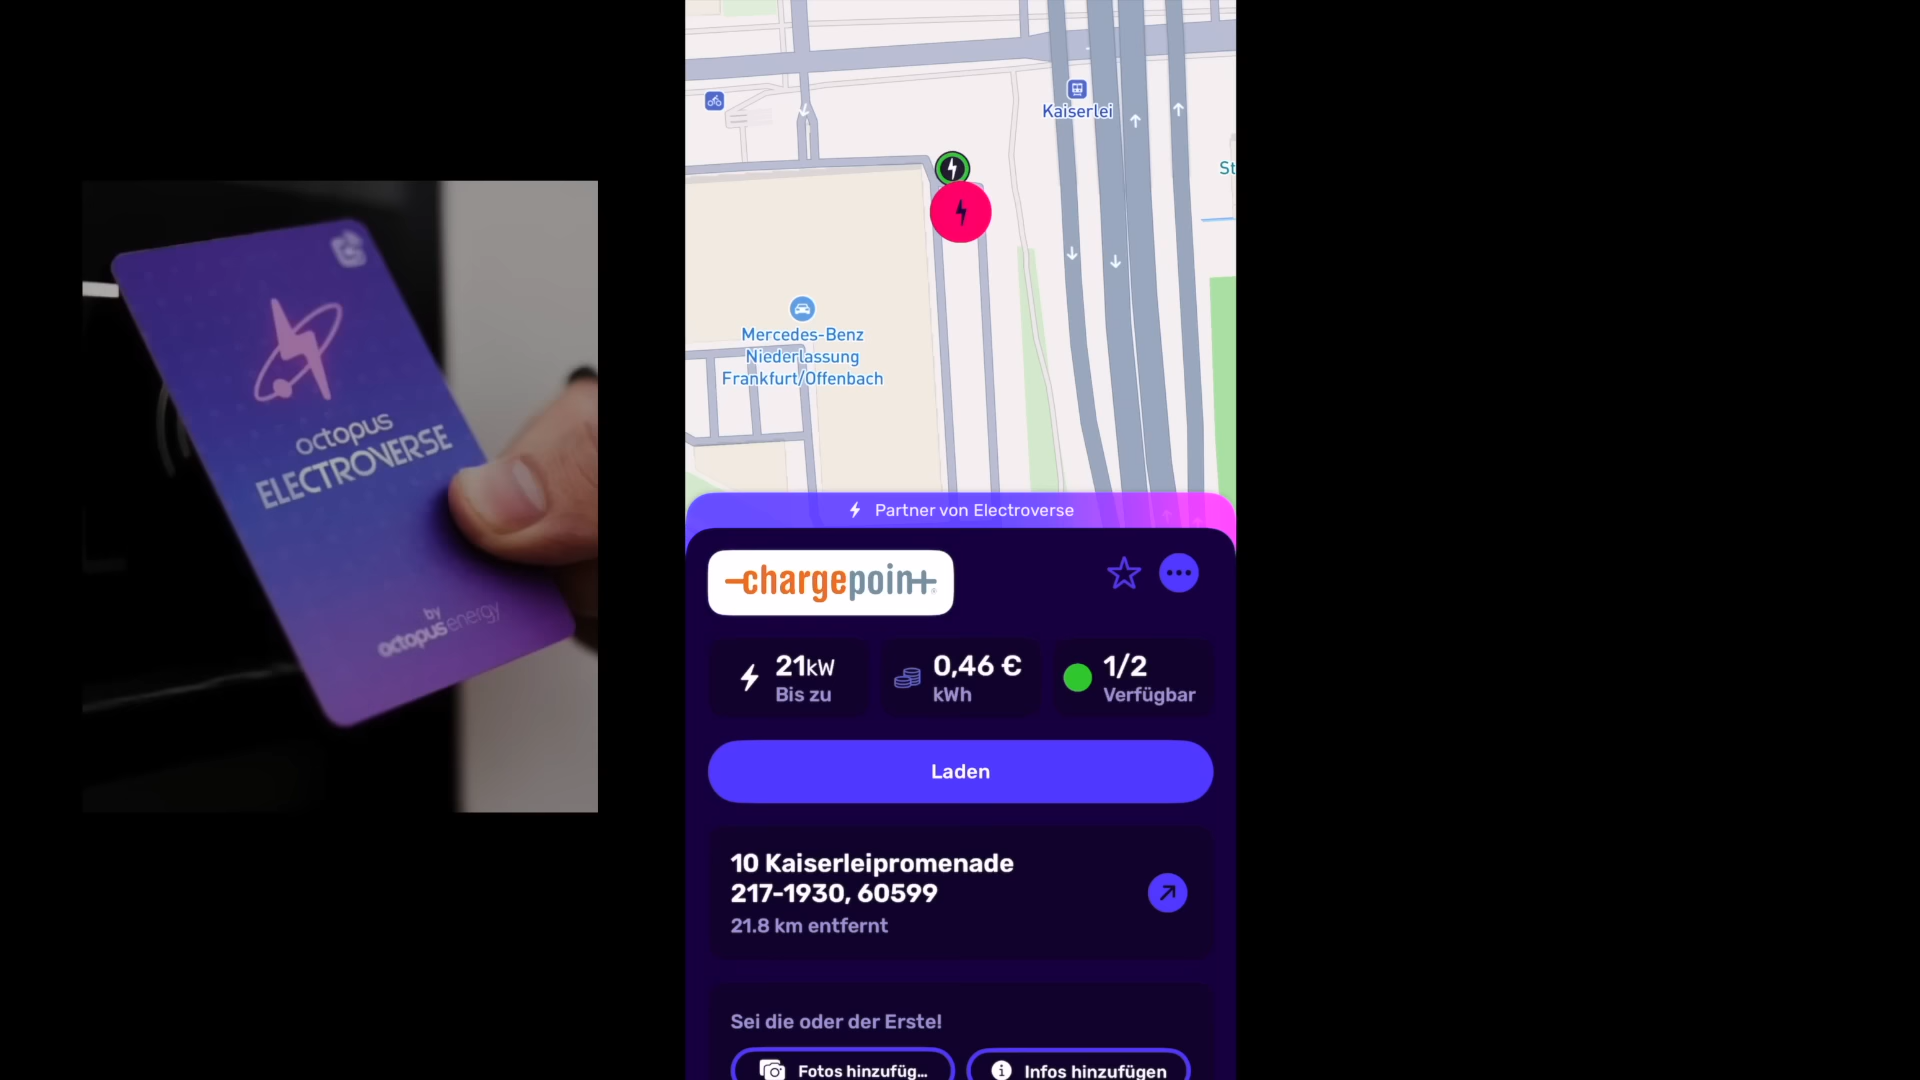 octopus
ELECTROVERSE
by
octopusenergy
Kaiserlei
St
Mercedes-Benz
Niederlassung
Frankfurt/Offenbach
Partner von Electroverse
chargepoint
21kW
Bis zu
0,46 €
kWh
1/2
Verfügbar
Laden
10 Kaiserleipromenade
217-1930, 60599
21.8 km entfernt
Sei die oder der Erste!
Fotos hinzufüg...
Infos hinzufügen